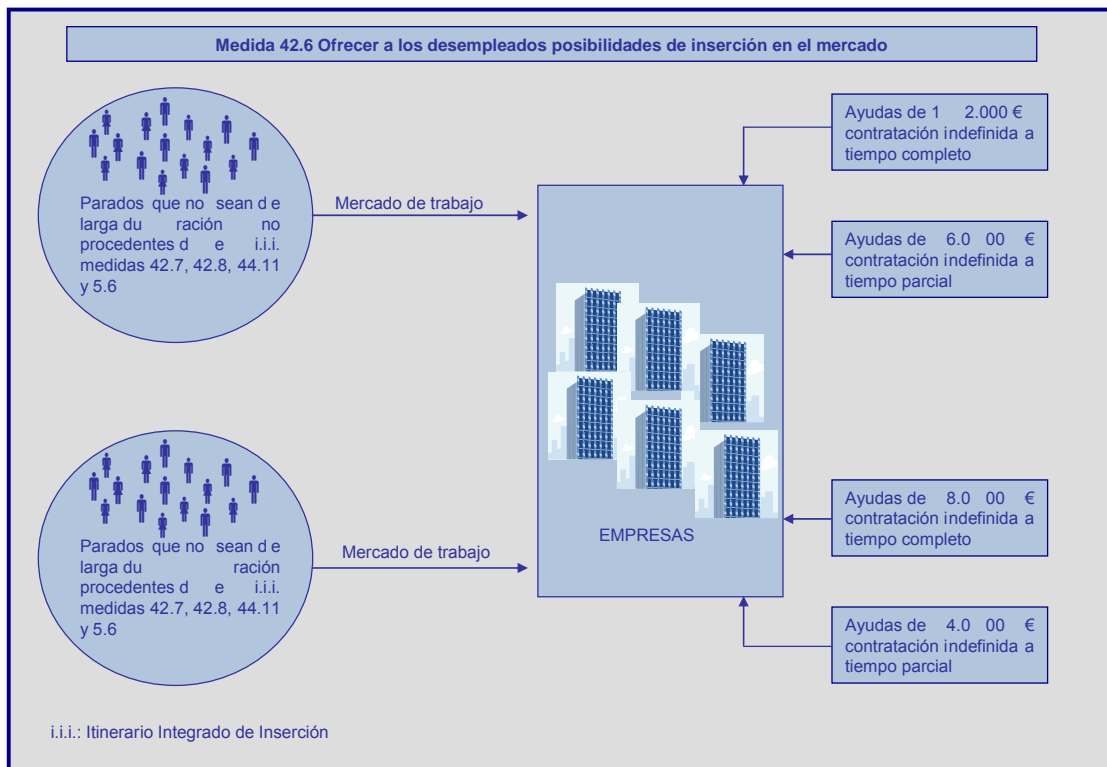 Medida 42.6 Ofrecer a los desempleados posibilidades de inserción en el mercado
Parados que no sean d e
larga du ración no
procedentes d e i.i.i.
medidas 42.7, 42.8, 44.11
y 5.6
Mercado de trabajo
Ayudas de 1 2.000 €
contratación indefinida a
tiempo completo
Ayudas de 6.0 00 €
contratación indefinida a
tiempo parcial
EMPRESAS
Parados que no sean d e
larga du ración
procedentes d e i.i.i.
medidas 42.7, 42.8, 44.11
y 5.6
Mercado de trabajo
Ayudas de 8.0 00 €
contratación indefinida a
tiempo completo
Ayudas de 4.0 00 €
contratación indefinida a
tiempo parcial
i.i.i.: Itinerario Integrado de Inserción